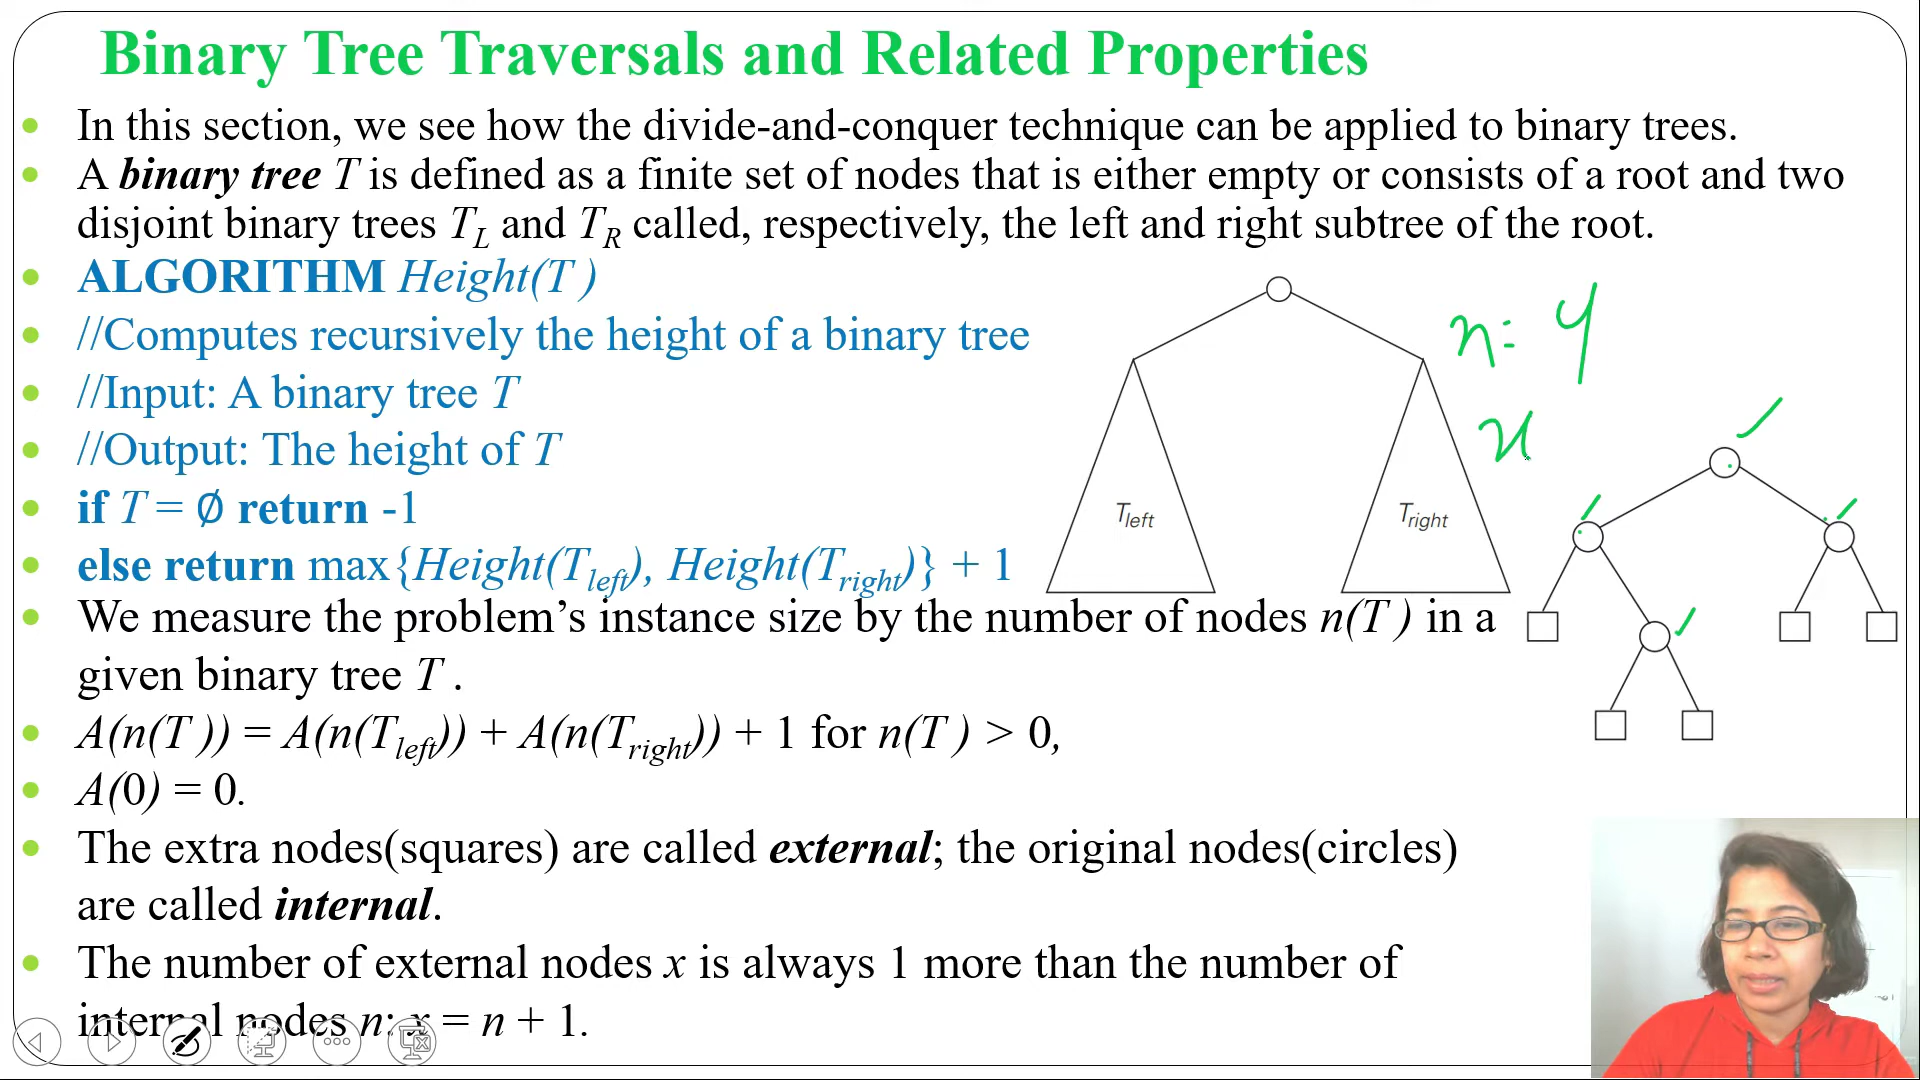 Binary Tree Traversals and Related Properties
In this section, we see how the divide-and-conquer technique can be applied to binary trees.
A binary tree T is defined as a finite set of nodes that is either empty or consists of a root and two
disjoint binary trees T_L and T_R called, respectively, the left and right subtree of the root.
ALGORITHM Height(T )
//Computes recursively the height of a binary tree
//Input: A binary tree T
//Output: The height of T
if T = ∅ return -1
else return max{Height(T_left), Height(T_right)} + 1
We measure the problem’s instance size by the number of nodes n(T ) in a
given binary tree T .
A(n(T )) = A(n(T_left)) + A(n(T_right)) + 1 for n(T ) > 0,
A(0) = 0.
The extra nodes(squares) are called external; the original nodes(circles)
are called internal.
The number of external nodes x is always 1 more than the number of
internal nodes n: x = n + 1.
T_left
T_right
n = 4
x